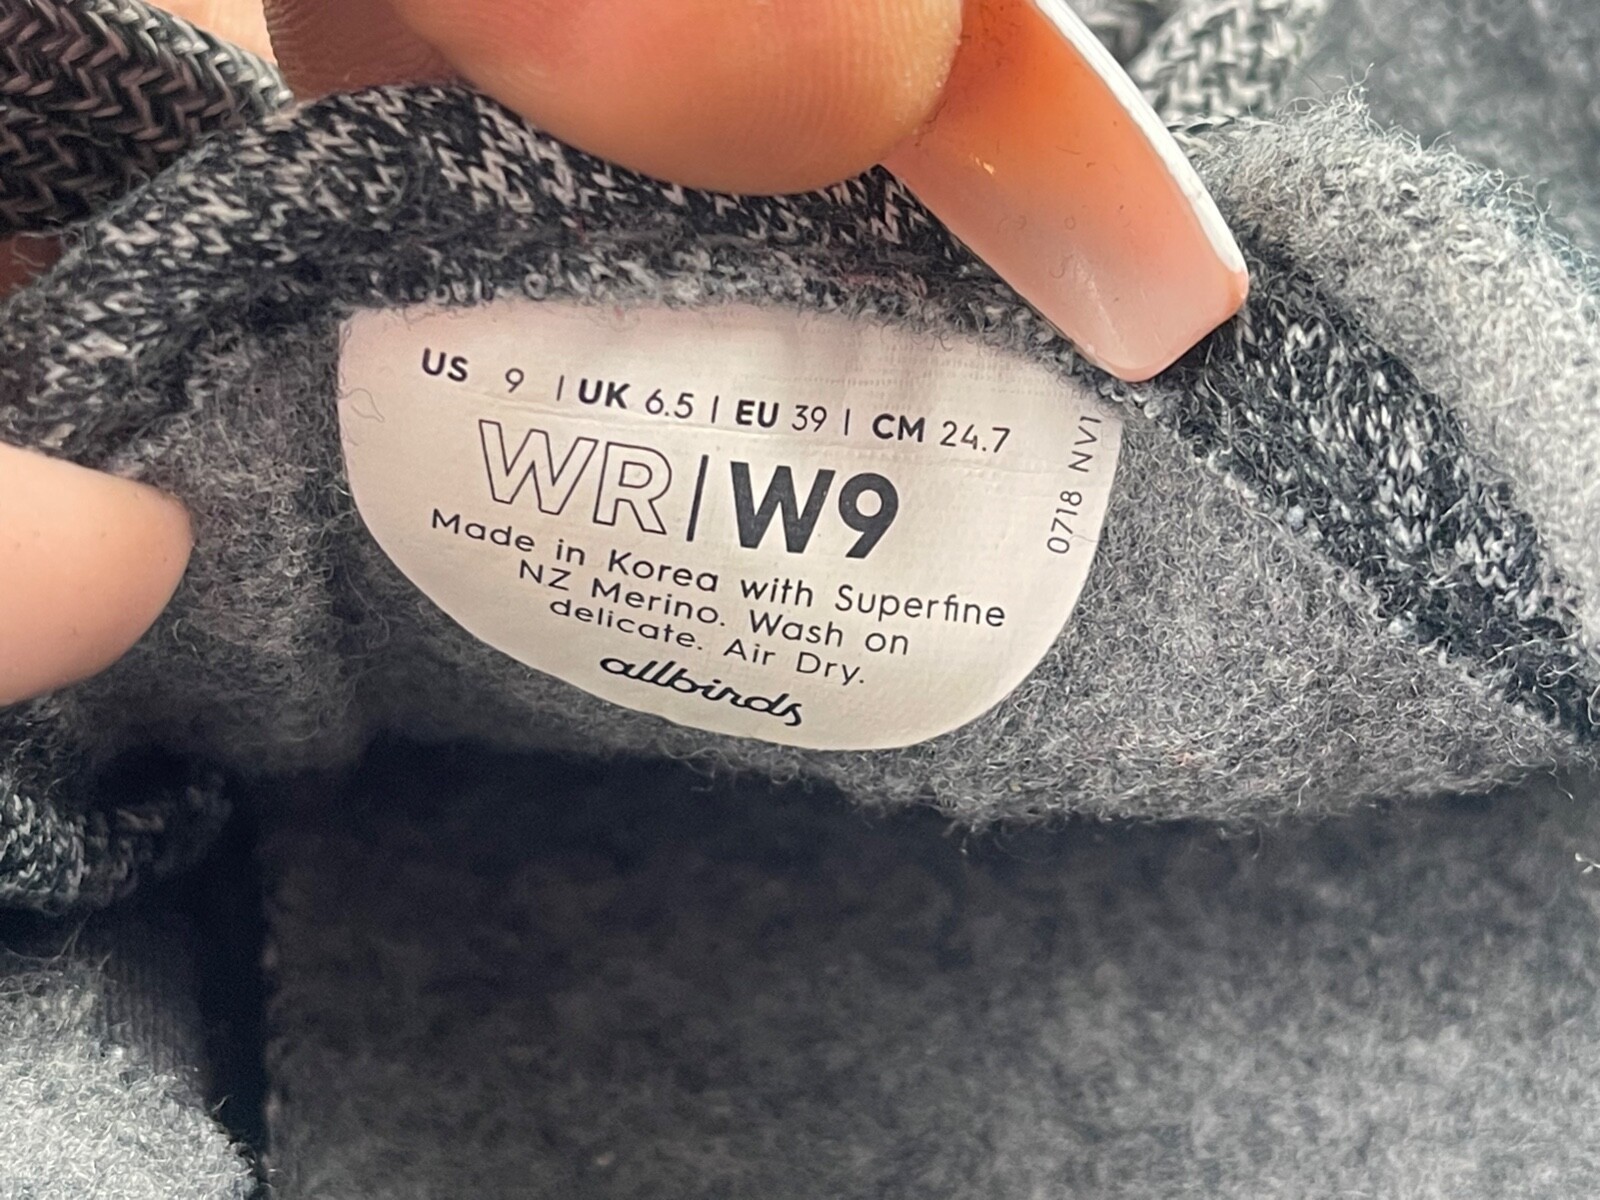 US 9 | UK 6.5 | EU 39 | CM 24.7
WR|W9
Made in Korea with Superfine
NZ Merino. Wash on
delicate. Air Dry.
allbirds
0718 NV1